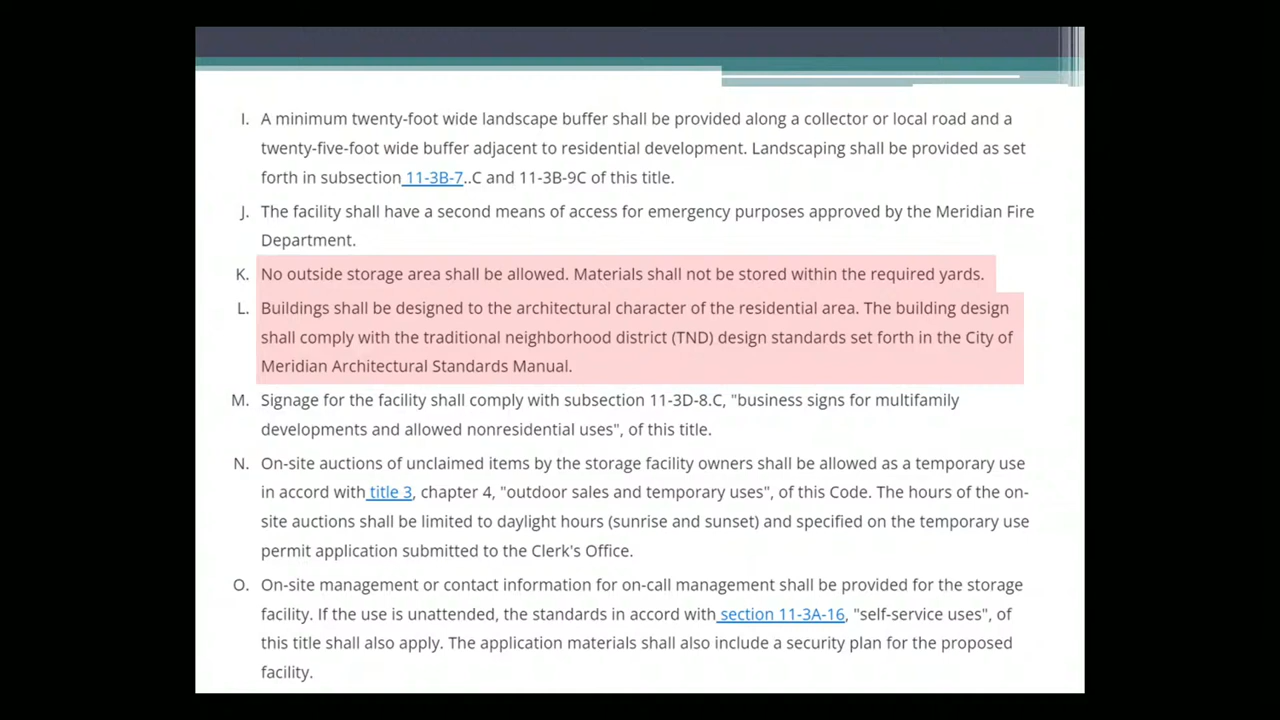 I. A minimum twenty-foot wide landscape buffer shall be provided along a collector or local road and a
twenty-five-foot wide buffer adjacent to residential development. Landscaping shall be provided as set
forth in subsection 11-3B-7..C and 11-3B-9C of this title.
J. The facility shall have a second means of access for emergency purposes approved by the Meridian Fire
Department.
K. No outside storage area shall be allowed. Materials shall not be stored within the required yards.
L. Buildings shall be designed to the architectural character of the residential area. The building design
shall comply with the traditional neighborhood district (TND) design standards set forth in the City of
Meridian Architectural Standards Manual.
M. Signage for the facility shall comply with subsection 11-3D-8.C, "business signs for multifamily
developments and allowed nonresidential uses", of this title.
N. On-site auctions of unclaimed items by the storage facility owners shall be allowed as a temporary use
in accord with title 3, chapter 4, "outdoor sales and temporary uses", of this Code. The hours of the on-
site auctions shall be limited to daylight hours (sunrise and sunset) and specified on the temporary use
permit application submitted to the Clerk's Office.
O. On-site management or contact information for on-call management shall be provided for the storage
facility. If the use is unattended, the standards in accord with section 11-3A-16, "self-service uses", of
this title shall also apply. The application materials shall also include a security plan for the proposed
facility.